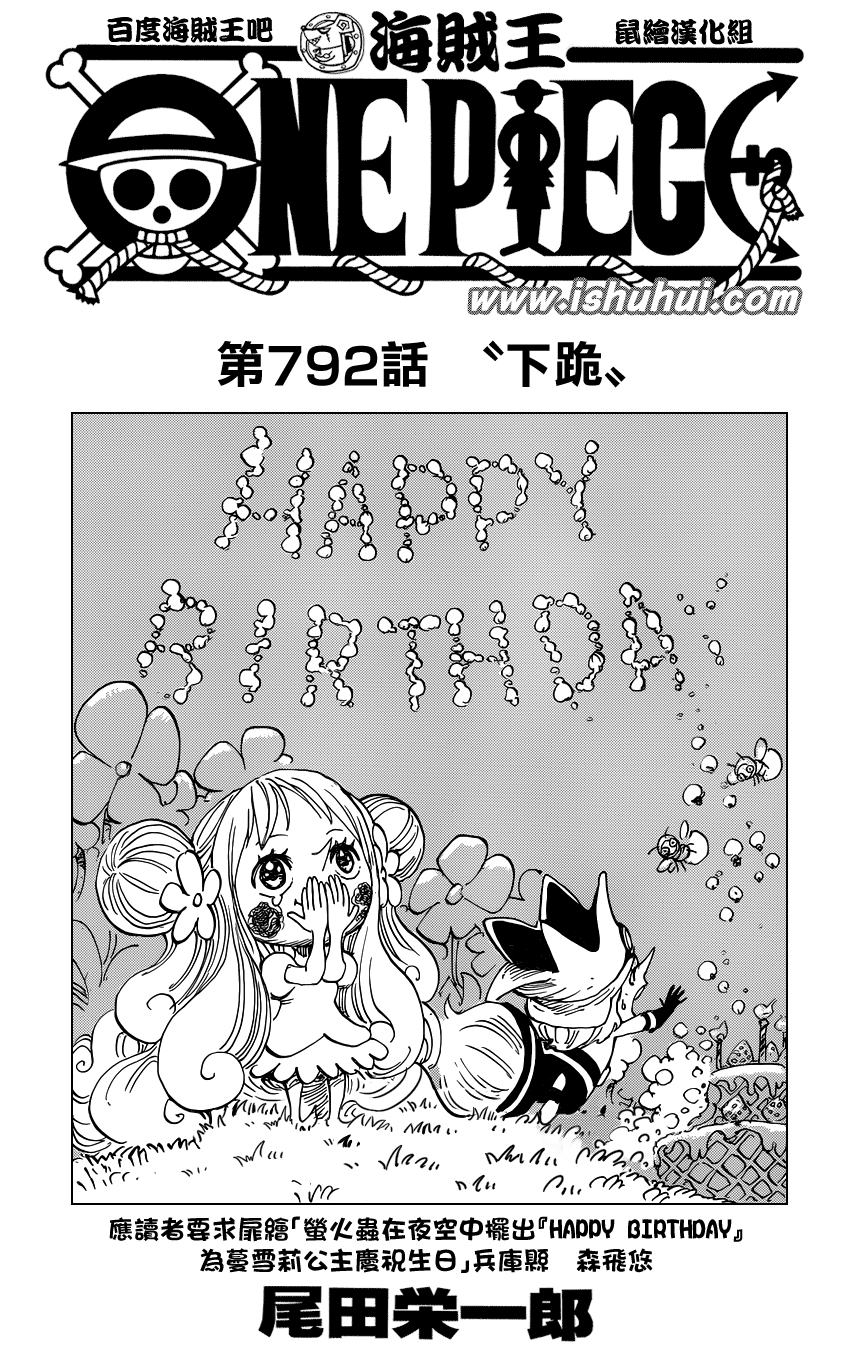 百度海賊王吧
海賊王
鼠繪漢化組
ONE PIECE
www.ishuhui.com
第792話 〝下跪〟
HAPPY
BIRTHDAY
應讀者要求扉繪「螢火蟲在夜空中擺出『HAPPY BIRTHDAY』
為蔓雪莉公主慶祝生日」兵庫縣 森飛悠
尾田栄一郎